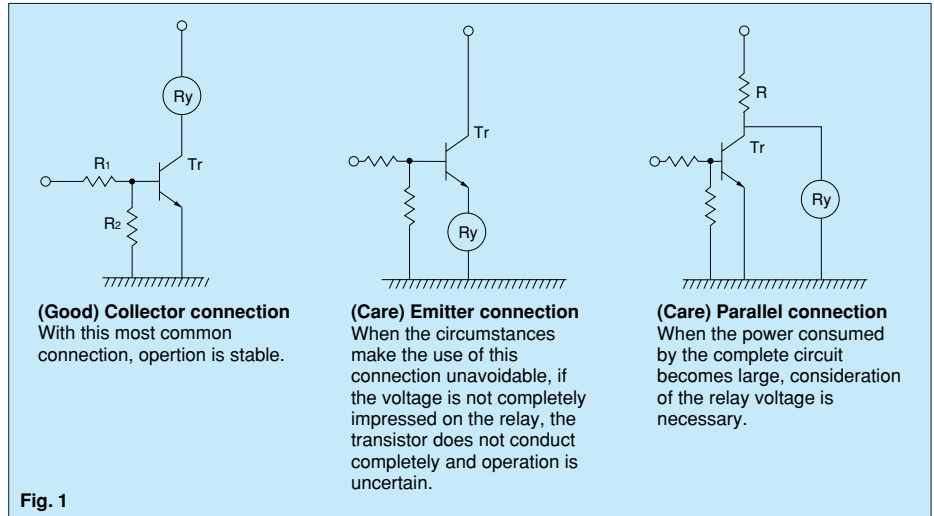 Ry
Tr
R1
R2
(Good) Collector connection
With this most common
connection, opertion is stable.
Tr
Ry
(Care) Emitter connection
When the circumstances
make the use of this
connection unavoidable, if
the voltage is not completely
impressed on the relay, the
transistor does not conduct
completely and operation is
uncertain.
R
Tr
Ry
(Care) Parallel connection
When the power consumed
by the complete circuit
becomes large, consideration
of the relay voltage is
necessary.
Fig. 1